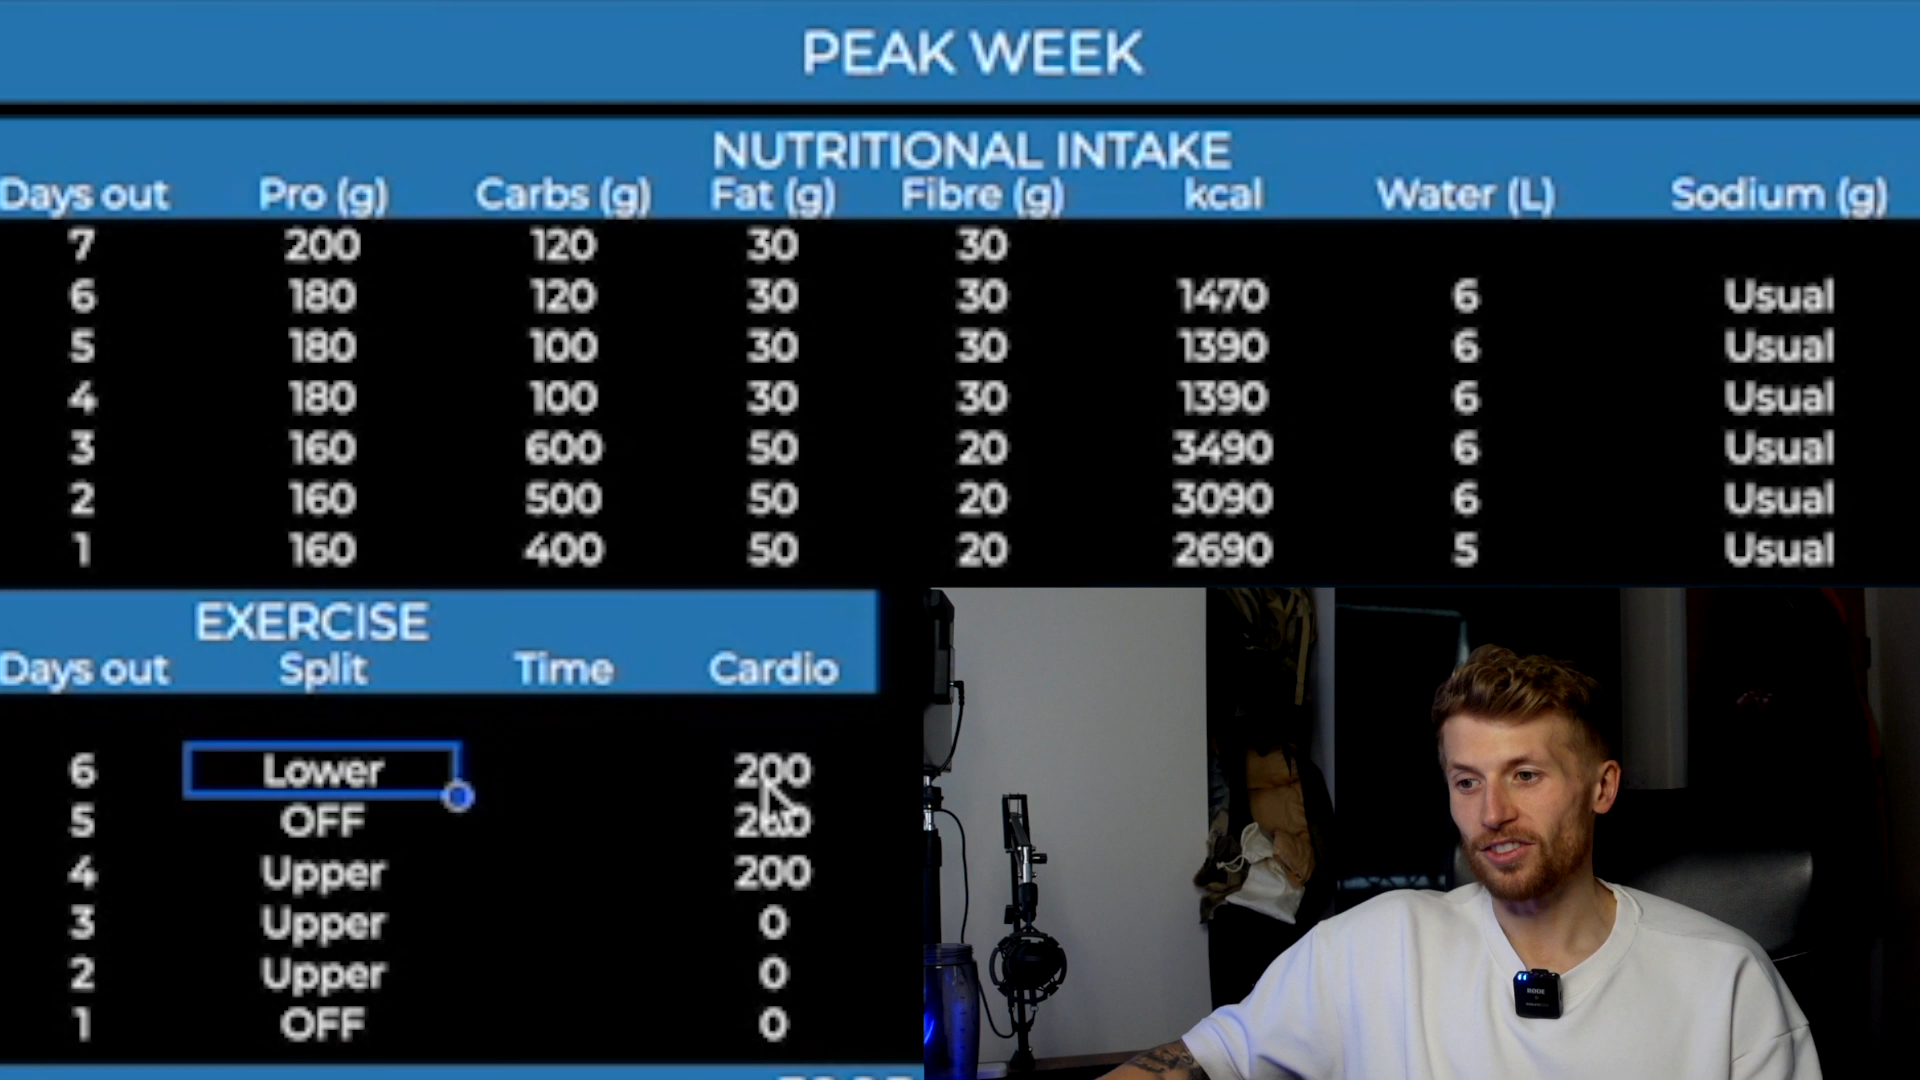 PEAK WEEK
NUTRITIONAL INTAKE
Days out Pro (g) Carbs (g) Fat (g) Fibre (g) kcal Water (L) Sodium (g)
7 200 120 30 30
6 180 120 30 30 1470 6 Usual
5 180 100 30 30 1390 6 Usual
4 180 100 30 30 1390 6 Usual
3 160 600 50 20 3490 6 Usual
2 160 500 50 20 3090 6 Usual
1 160 400 50 20 2690 5 Usual
EXERCISE
Days out Split Time Cardio
6 Lower 200
5 OFF 200
4 Upper 200
3 Upper 0
2 Upper 0
1 OFF 0
RODE